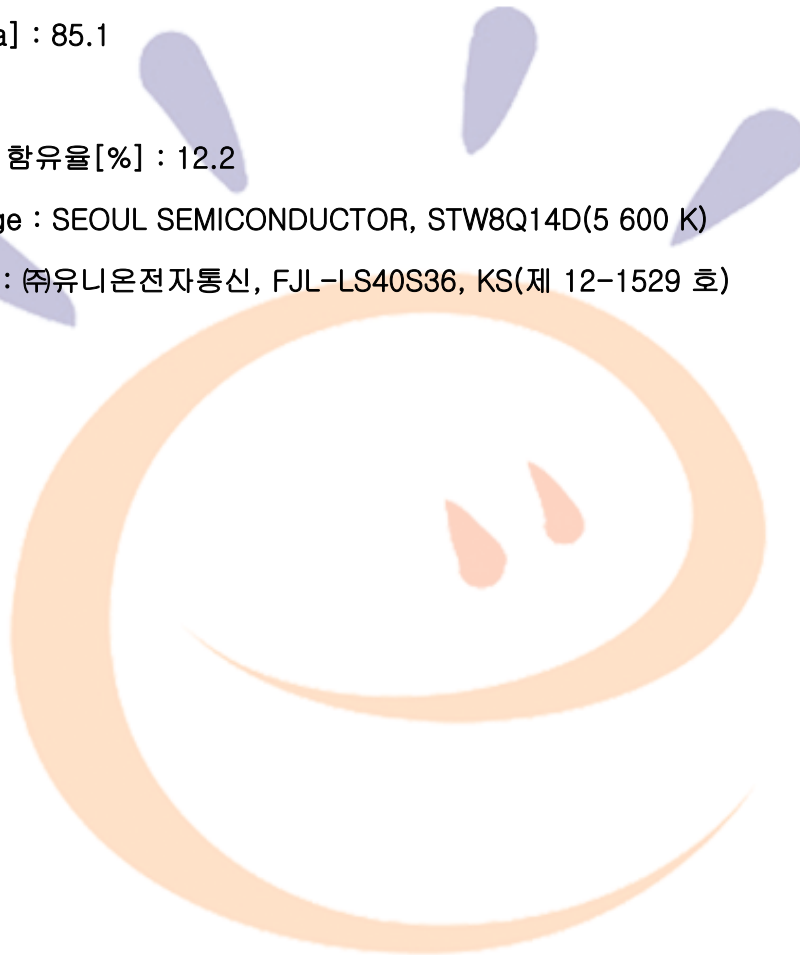 a] : 85.1
함유율[%] : 12.2
ge : SEOUL SEMICONDUCTOR, STW8Q14D(5 600 K)
: ㈜유니온전자통신, FJL-LS40S36, KS(제 12-1529 호)